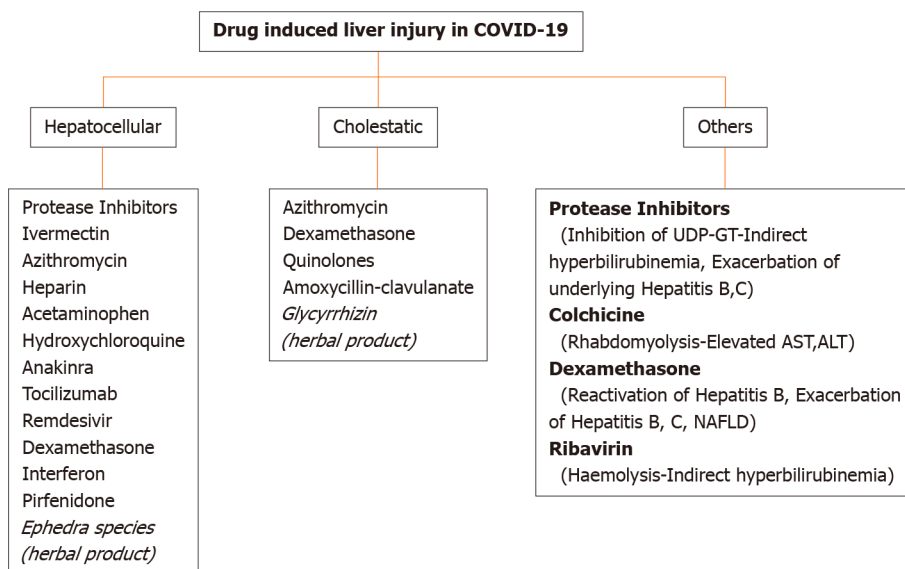 Drug induced liver injury in COVID-19
Hepatocellular
Cholestatic
Others
Protease Inhibitors
Ivermectin
Azithromycin
Heparin
Acetaminophen
Hydroxychloroquine
Anakinra
Tocilizumab
Remdesivir
Dexamethasone
Interferon
Pirfenidone
Ephedra species
(herbal product)
Azithromycin
Dexamethasone
Quinolones
Amoxycillin-clavulanate
Glycyrrhizin
(herbal product)
Protease Inhibitors
(Inhibition of UDP-GT-Indirect
hyperbilirubinemia, Exacerbation of
underlying Hepatitis B,C)
Colchicine
(Rhabdomyolysis-Elevated AST,ALT)
Dexamethasone
(Reactivation of Hepatitis B, Exacerbation
of Hepatitis B, C, NAFLD)
Ribavirin
(Haemolysis-Indirect hyperbilirubinemia)